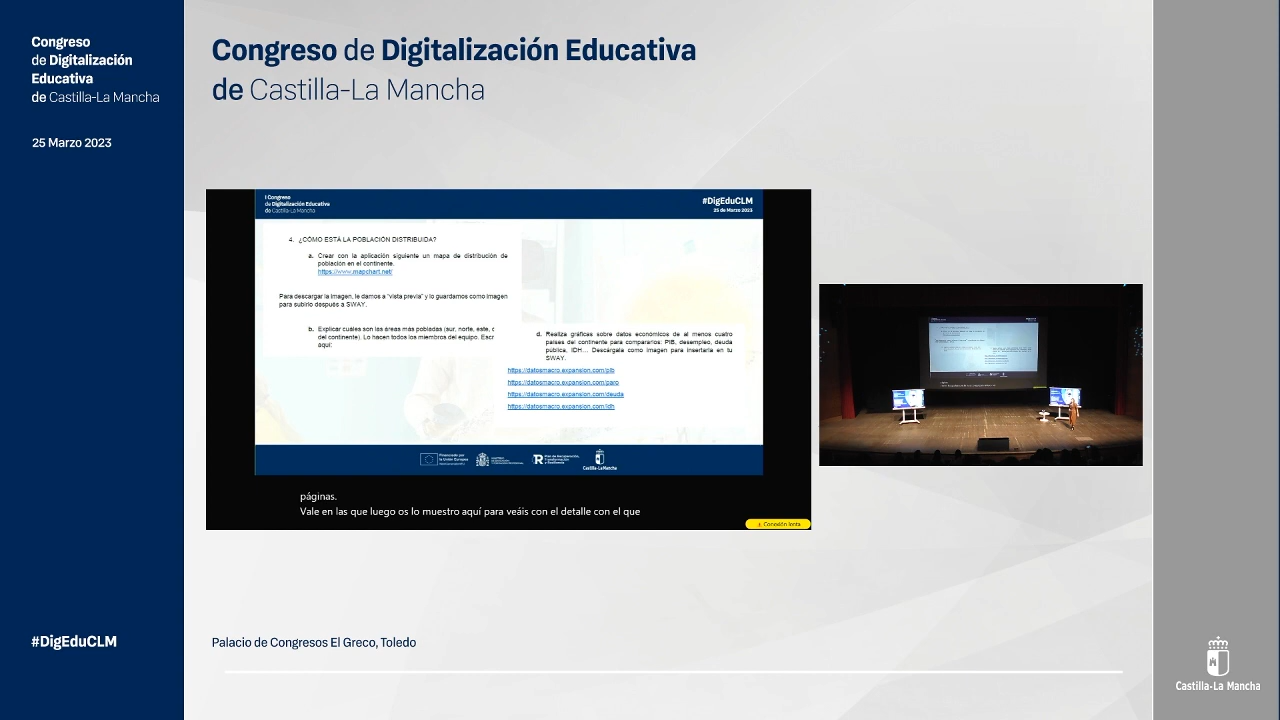 Congreso
de Digitalización
Educativa
de Castilla-La Mancha
25 Marzo 2023
#DigEduCLM
Congreso de Digitalización Educativa
de Castilla-La Mancha
I Congreso
de Digitalización Educativa
de Castilla-La Mancha
#DigEduCLM
25 de Marzo 2023
4. ¿CÓMO ESTÁ LA POBLACIÓN DISTRIBUIDA?
a. Crear con la aplicación siguiente un mapa de distribución de
población en el continente.
https://www.mapchart.net/
Para descargar la imagen, le damos a "vista previa" y lo guardamos como imagen
para subirlo después a SWAY.
b. Explicar cuáles son las áreas más pobladas (sur, norte, este, c
del continente). Lo hacen todos los miembros del equipo. Escr
aquí:
d. Realiza gráficas sobre datos económicos de al menos cuatro
países del continente para compararlos: PIB, desempleo, deuda
pública, IDH... Descárgala como imagen para insertarla en tu
SWAY.
https://datosmacro.expansion.com/pib
https://datosmacro.expansion.com/paro
https://datosmacro.expansion.com/deuda
https://datosmacro.expansion.com/idh
Financiado por
la Unión Europea
Castilla-La Mancha
páginas.
Vale en las que luego os lo muestro aquí para veáis con el detalle con el que
Conexión lenta
Palacio de Congresos El Greco, Toledo
Castilla-La Mancha